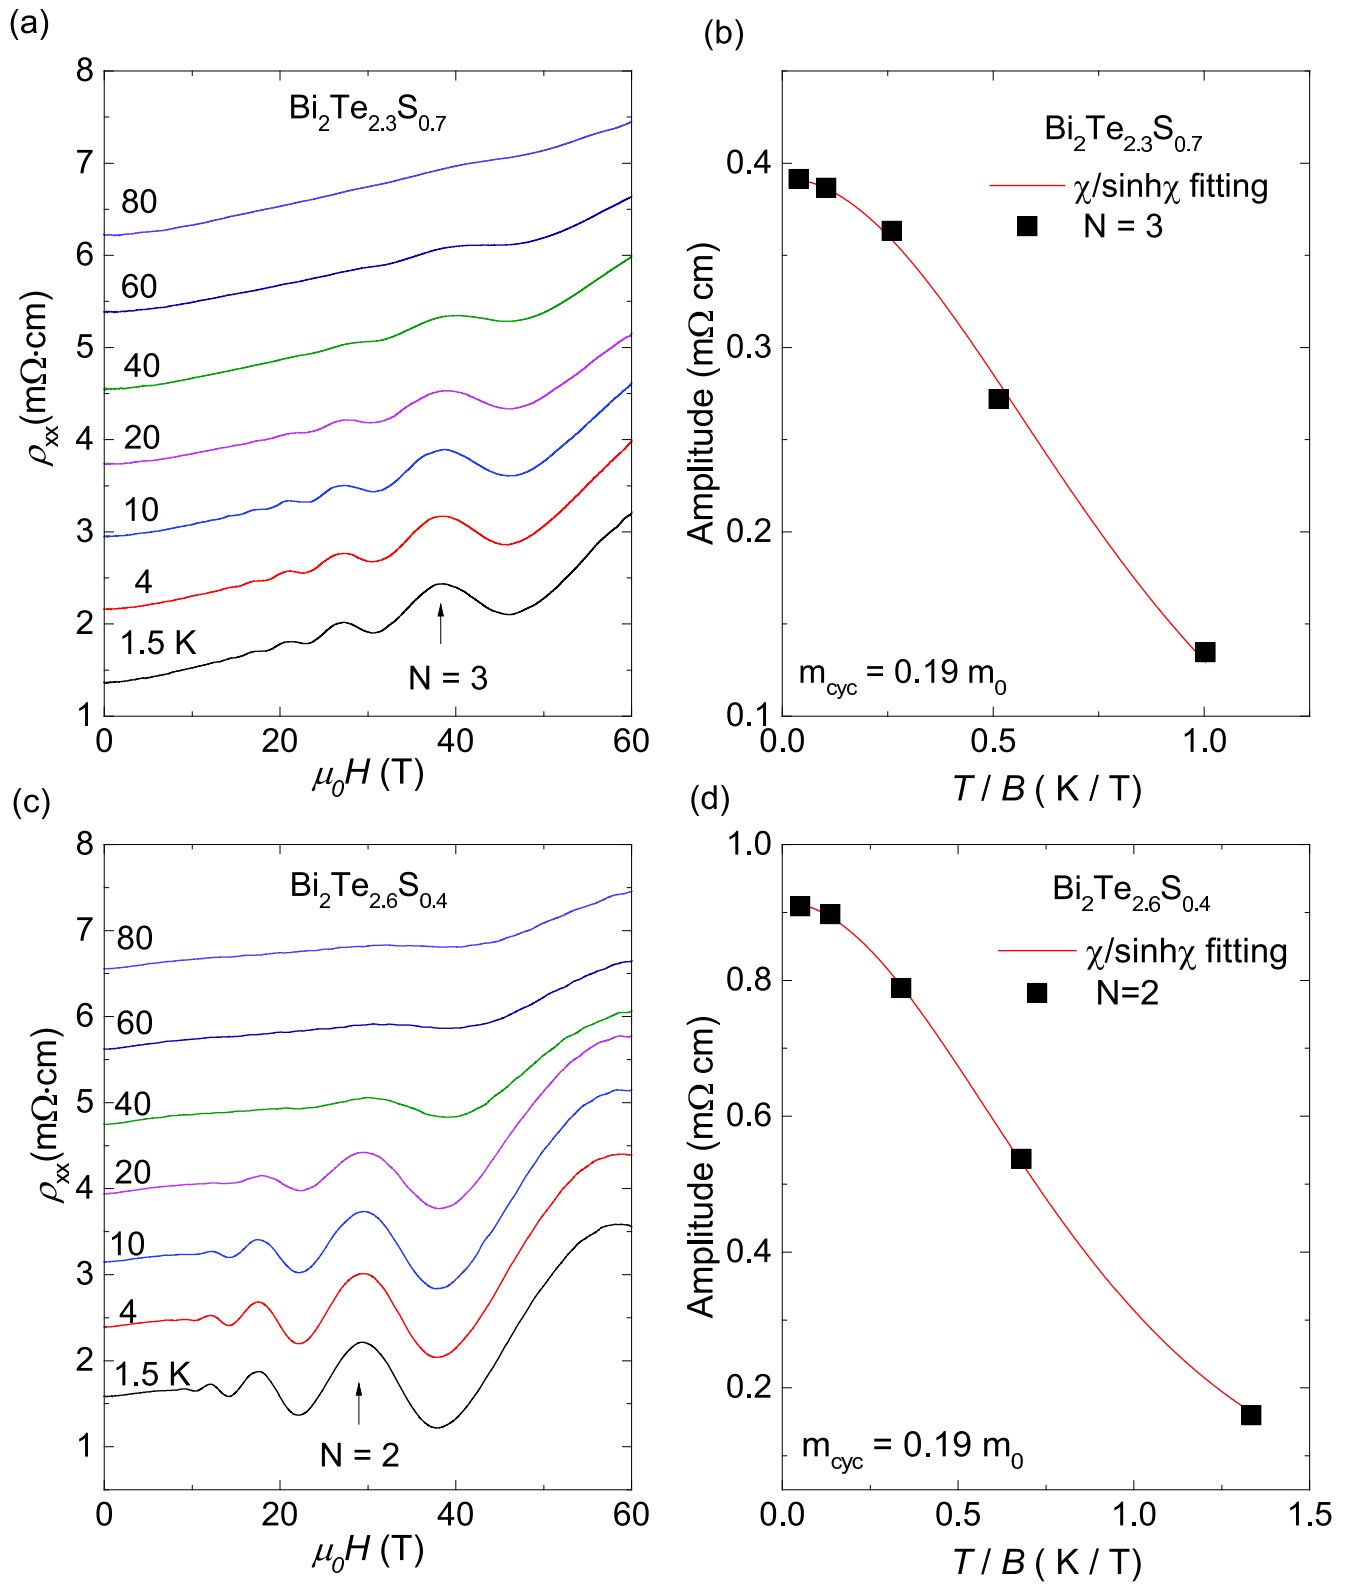 (a)
8
7
6
5
4
3
2
1
ρxx(mΩ·cm)
Bi2Te2.3S0.7
80
60
40
20
10
4
1.5 K
N = 3
0 20 40 60
μ0H (T)
(b)
0.4
0.3
0.2
0.1
Amplitude (mΩ cm)
Bi2Te2.3S0.7
χ/sinhχ fitting
N = 3
mcyc = 0.19 m0
0.0 0.5 1.0
T / B ( K / T)
(c)
8
7
6
5
4
3
2
1
ρxx(mΩ·cm)
Bi2Te2.6S0.4
80
60
40
20
10
4
1.5 K
N = 2
0 20 40 60
μ0H (T)
(d)
1.0
0.8
0.6
0.4
0.2
Amplitude (mΩ cm)
Bi2Te2.6S0.4
χ/sinhχ fitting
N=2
mcyc = 0.19 m0
0.0 0.5 1.0 1.5
T / B ( K / T)